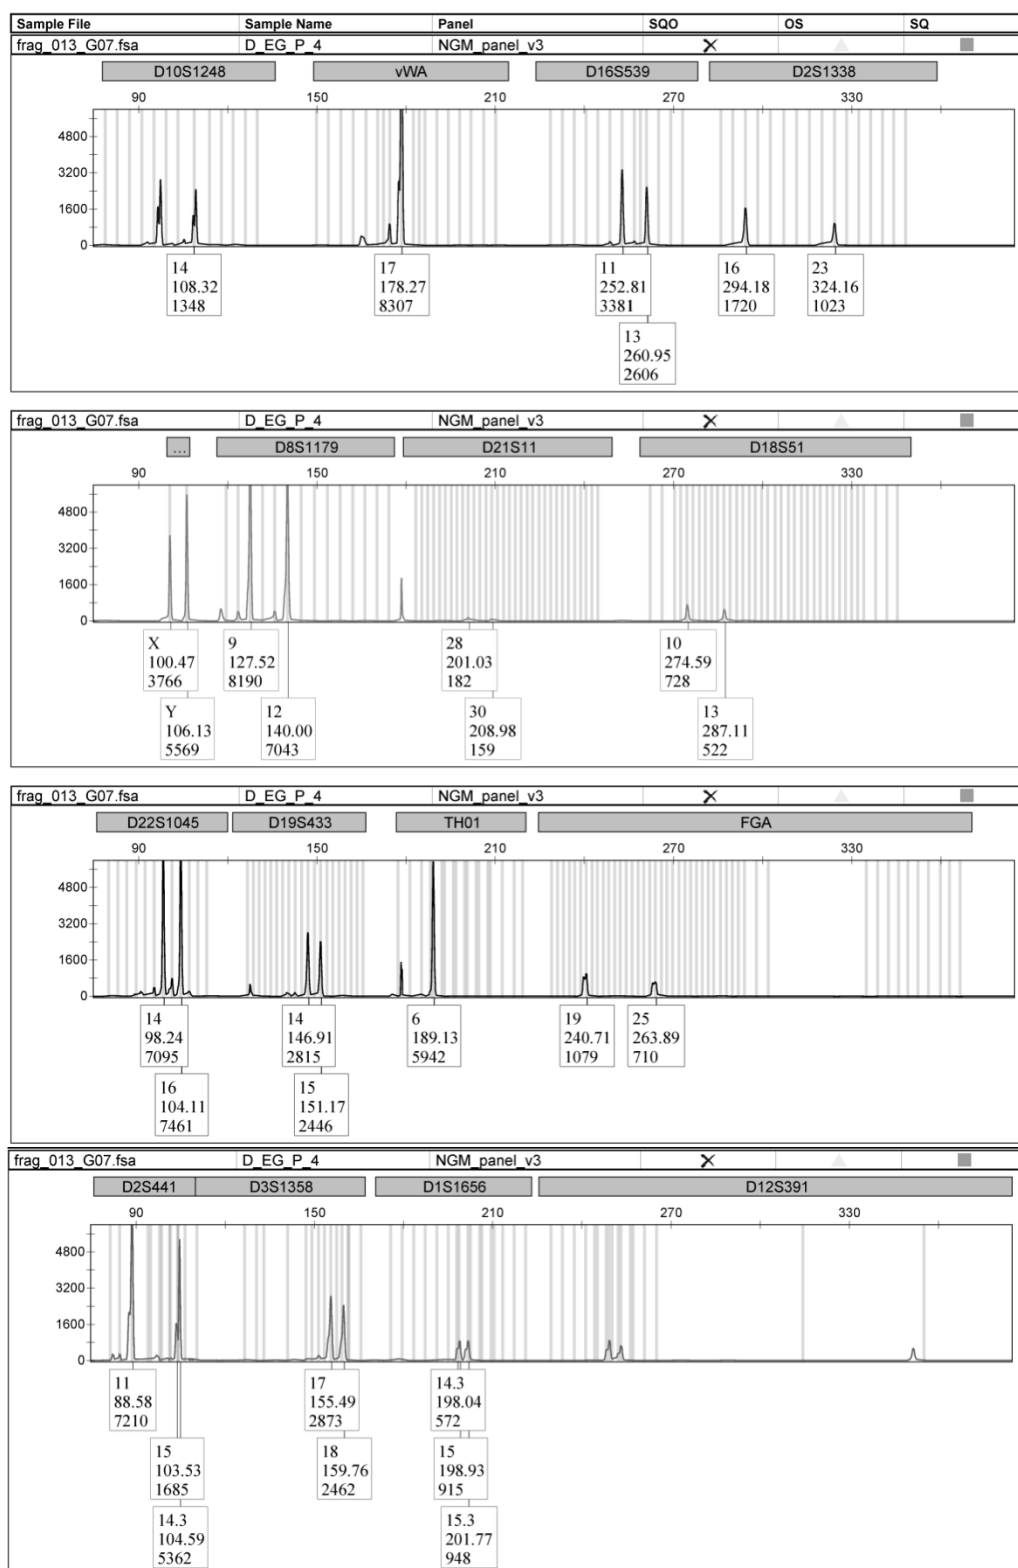 Sample File Sample Name Panel SQO OS SQ
frag_013_G07.fsa D_EG_P_4 NGM_panel_v3
D10S1248 vWA D16S539 D2S1338
90 150 210 270 330
4800
3200
1600
0
14 17 11 16 23
108.32 178.27 252.81 294.18 324.16
1348 8307 3381 1720 1023
13
260.95
2606
frag_013_G07.fsa D_EG_P_4 NGM_panel_v3
... D8S1179 D21S11 D18S51
90 150 210 270 330
4800
3200
1600
0
X 9 28 10
100.47 127.52 201.03 274.59
3766 8190 182 728
Y 12 30 13
106.13 140.00 208.98 287.11
5569 7043 159 522
frag_013_G07.fsa D_EG_P_4 NGM_panel_v3
D22S1045 D19S433 TH01 FGA
90 150 210 270 330
4800
3200
1600
0
14 14 6 19 25
98.24 146.91 189.13 240.71 263.89
7095 2815 5942 1079 710
16 15
104.11 151.17
7461 2446
frag_013_G07.fsa D_EG_P_4 NGM_panel_v3
D2S441 D3S1358 D1S1656 D12S391
90 150 210 270 330
4800
3200
1600
0
11 17 14.3
88.58 155.49 198.04
7210 2873 572
15 18 15
103.53 159.76 198.93
1685 2462 915
14.3 15.3
104.59 201.77
5362 948